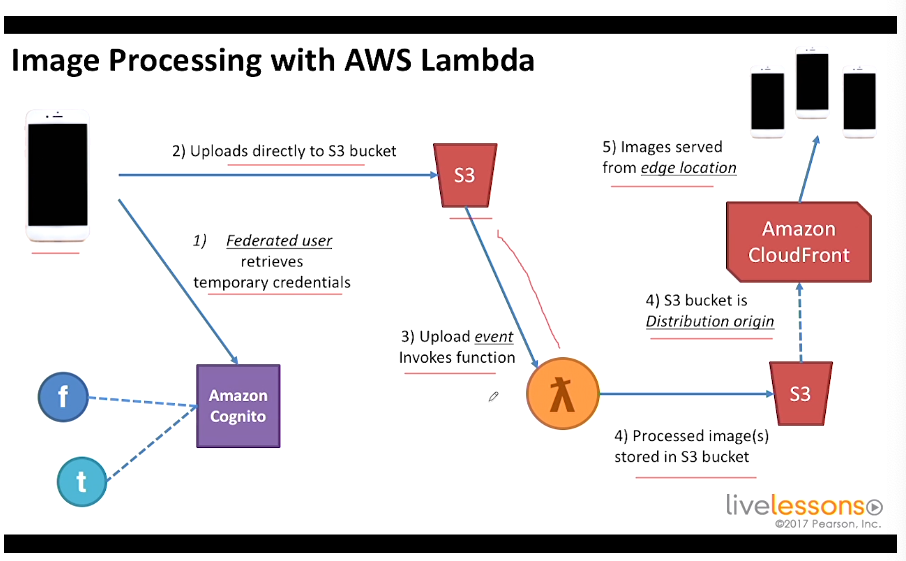 Image Processing with AWS Lambda
2) Uploads directly to S3 bucket
S3
1) Federated user
retrieves
temporary credentials
5) Images served
from edge location
Amazon
CloudFront
4) S3 bucket is
Distribution origin
3) Upload event
Invokes function
f
Amazon
Cognito
t
S3
4) Processed image(s)
stored in S3 bucket
livelessons
©2017 Pearson, Inc.